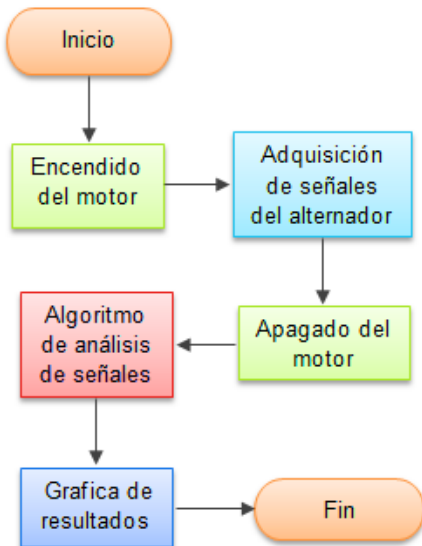 Inicio
Encendido
del motor
Adquisición
de señales
del alternador
Apagado del
motor
Algoritmo
de análisis
de señales
Grafica de
resultados
Fin